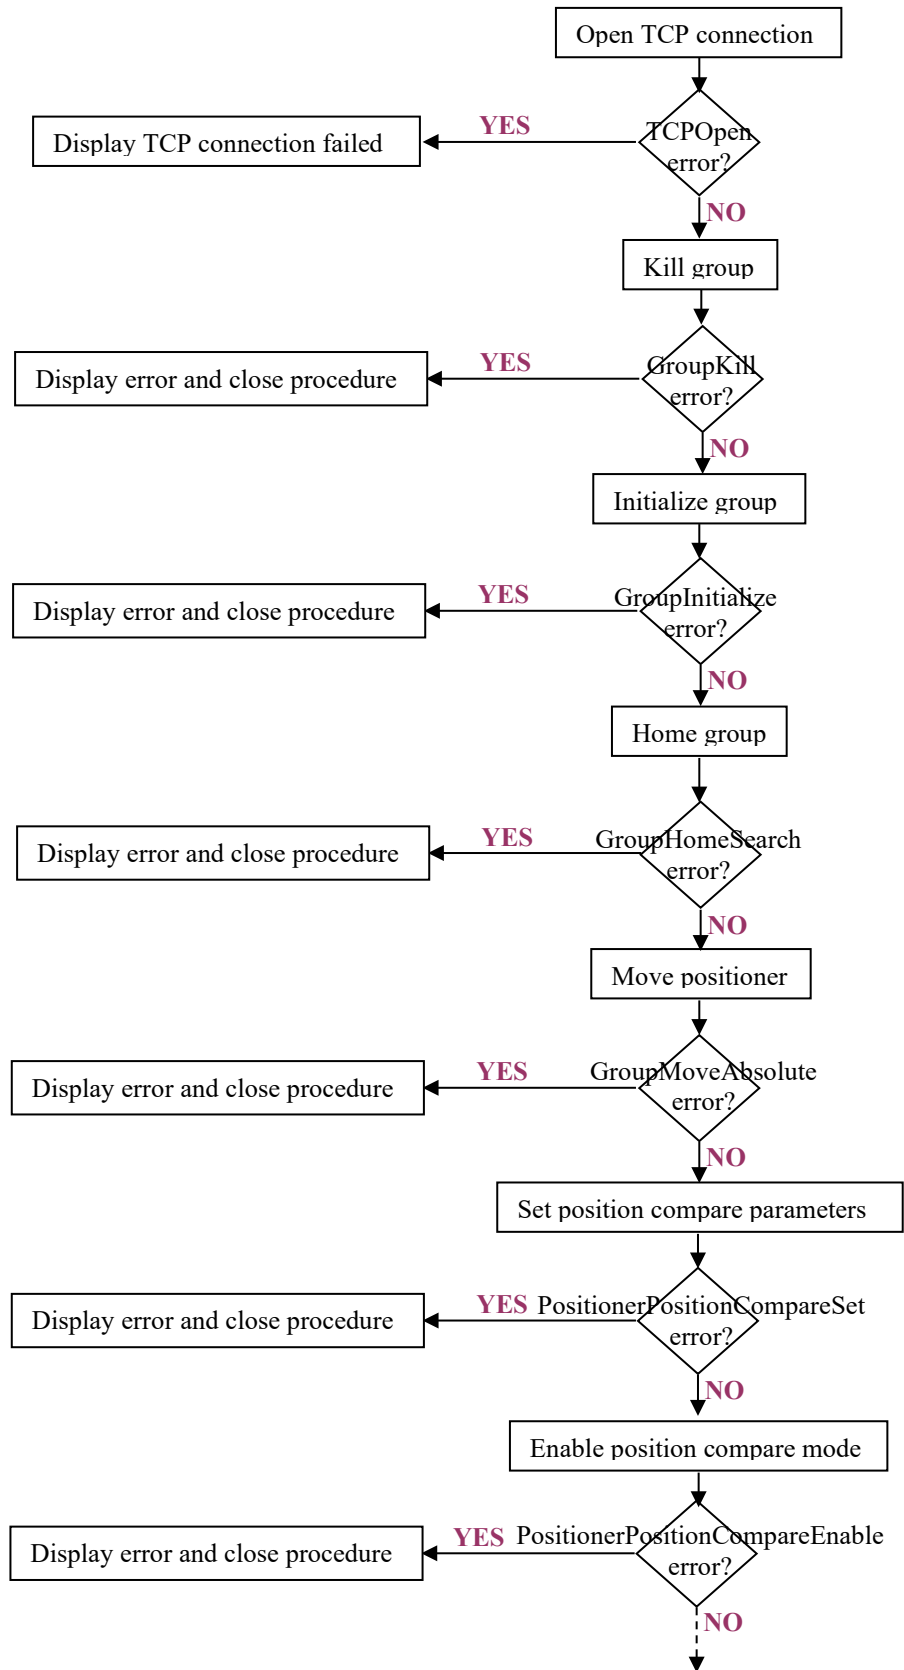 Open TCP connection
YES
Display TCP connection failed
TCPOpen
error?
NO
Kill group
YES
Display error and close procedure
GroupKill
error?
NO
Initialize group
YES
Display error and close procedure
GroupInitialize
error?
NO
Home group
YES
Display error and close procedure
GroupHomeSearch
error?
NO
Move positioner
YES
Display error and close procedure
GroupMoveAbsolute
error?
NO
Set position compare parameters
YES
Display error and close procedure
PositionerPositionCompareSet
error?
NO
Enable position compare mode
YES
Display error and close procedure
PositionerPositionCompareEnable
error?
NO